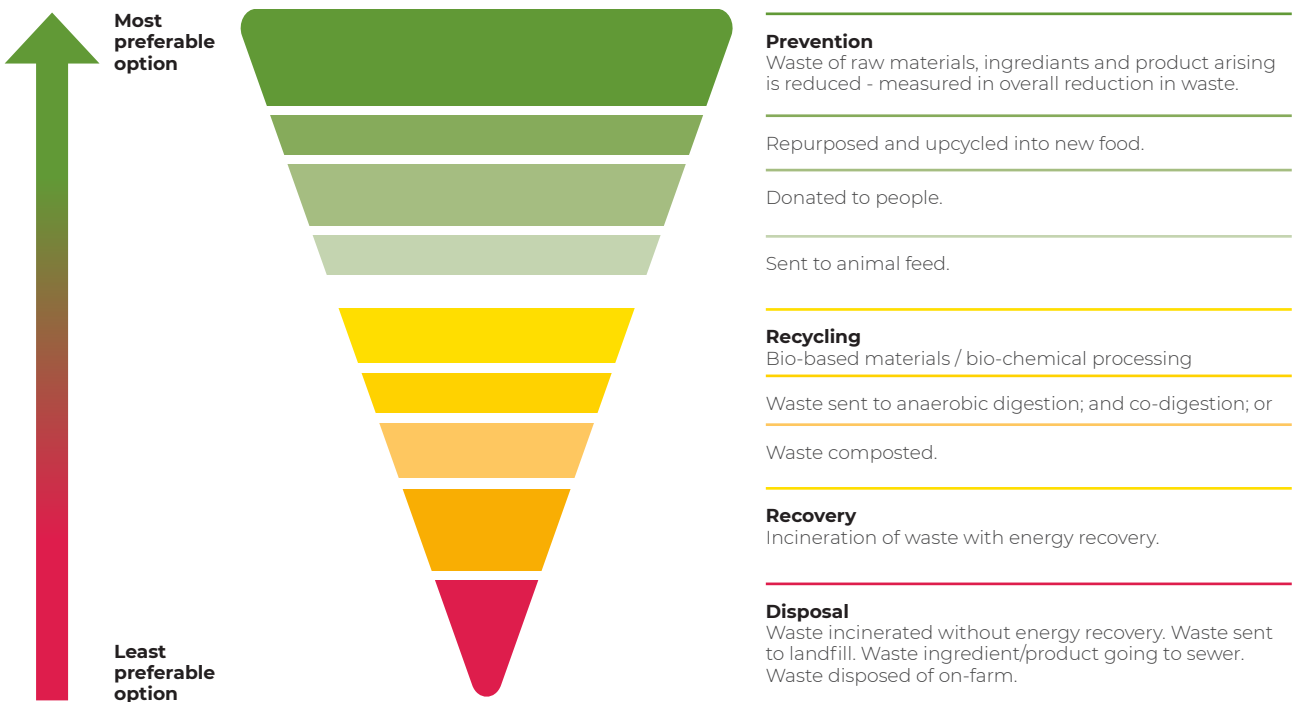 Most
preferable
option
Prevention
Waste of raw materials, ingrediants and product arising
is reduced - measured in overall reduction in waste.
Repurposed and upcycled into new food.
Donated to people.
Sent to animal feed.
Recycling
Bio-based materials / bio-chemical processing
Waste sent to anaerobic digestion; and co-digestion; or
Waste composted.
Recovery
Incineration of waste with energy recovery.
Disposal
Waste incinerated without energy recovery. Waste sent
to landfill. Waste ingredient/product going to sewer.
Waste disposed of on-farm.
Least
preferable
option